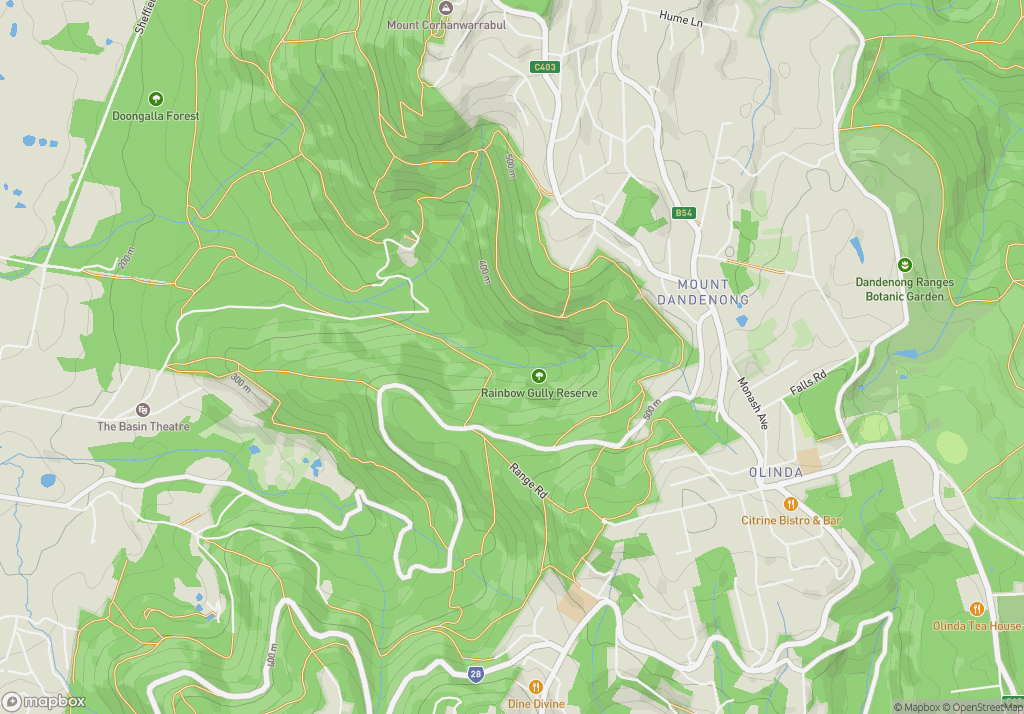 Sheffield
Mount Corhanwarrabul
Hume Ln
C403
Doongalla Forest
500 m
B54
200 m
400 m
MOUNT
DANDENONG
Dandenong Ranges
Botanic Garden
300 m
Rainbow Gully Reserve
Falls Rd
Monash Ave
500 m
The Basin Theatre
Range Rd
OLINDA
Citrine Bistro & Bar
Olinda Tea House
400 m
28
Dine Divine
mapbox
© Mapbox © OpenStreetMap